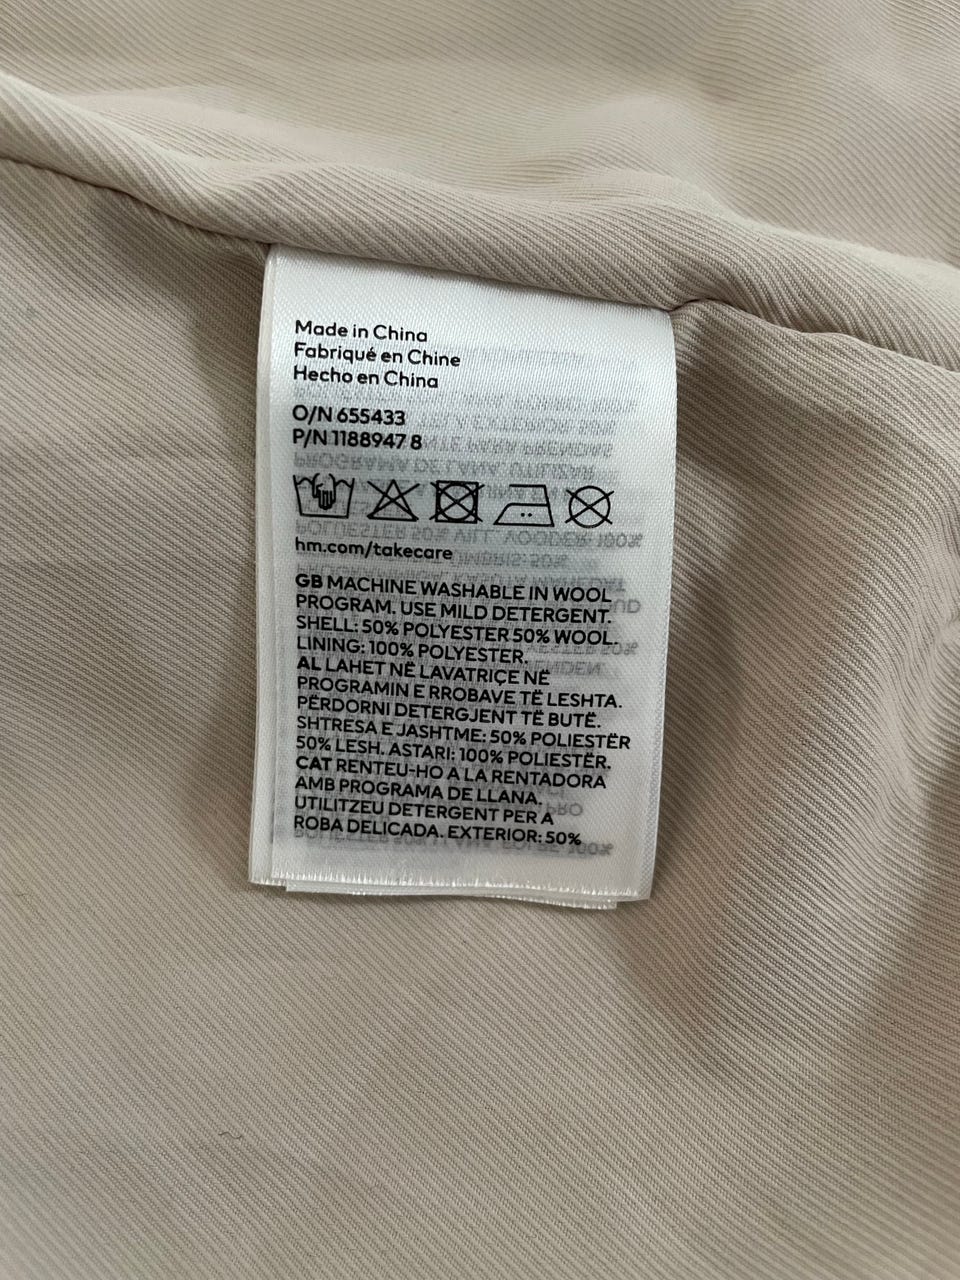 Made in China
Fabriqué en Chine
Hecho en China
O/N 655433
P/N 1188947 8
hm.com/takecare
GB MACHINE WASHABLE IN WOOL
PROGRAM. USE MILD DETERGENT.
SHELL: 50% POLYESTER 50% WOOL.
LINING: 100% POLYESTER.
AL LAHET NË LAVATRIÇE NË
PROGRAMIN E RROBAVE TË LESHTA.
PËRDORNI DETERGJENT TË BUTË.
SHTRESA E JASHTME: 50% POLIESTËR
50% LESH. ASTARI: 100% POLIESTËR.
CAT RENTEU-HO A LA RENTADORA
AMB PROGRAMA DE LLANA.
UTILITZEU DETERGENT PER A
ROBA DELICADA. EXTERIOR: 50%